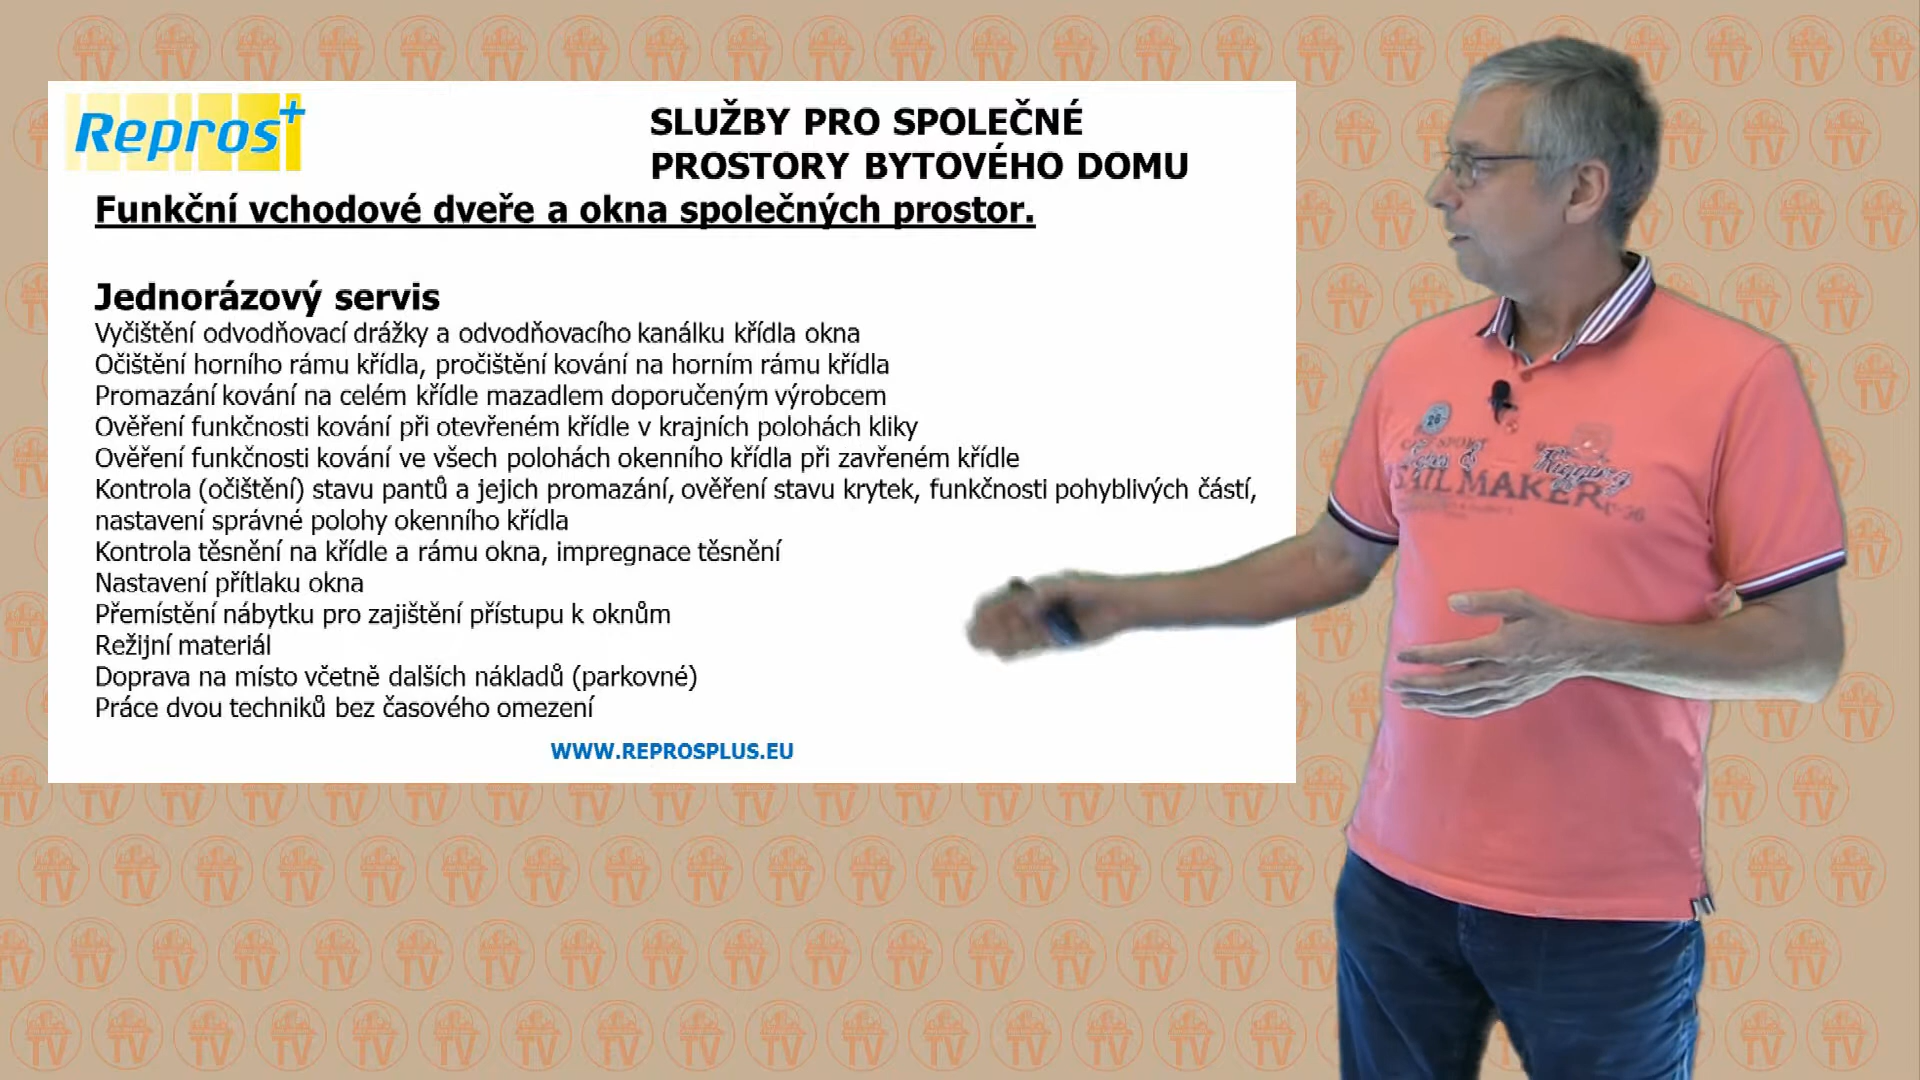 Repros+
SLUŽBY PRO SPOLEČNÉ
PROSTORY BYTOVÉHO DOMU
Funkční vchodové dveře a okna společných prostor.
Jednorázový servis
Vyčištění odvodňovací drážky a odvodňovacího kanálku křídla okna
Očištění horního rámu křídla, pročištění kování na horním rámu křídla
Promazání kování na celém křídle mazadlem doporučeným výrobcem
Ověření funkčnosti kování při otevřeném křídle v krajních polohách kliky
Ověření funkčnosti kování ve všech polohách okenního křídla při zavřeném křídle
Kontrola (očištění) stavu pantů a jejich promazání, ověření stavu krytek, funkčnosti pohyblivých částí,
nastavení správné polohy okenního křídla
Kontrola těsnění na křídle a rámu okna, impregnace těsnění
Nastavení přítlaku okna
Přemístění nábytku pro zajištění přístupu k oknům
Režijní materiál
Doprava na místo včetně dalších nákladů (parkovné)
Práce dvou techniků bez časového omezení
WWW.REPROSPLUS.EU
Rigging
SAIL MAKER
TV